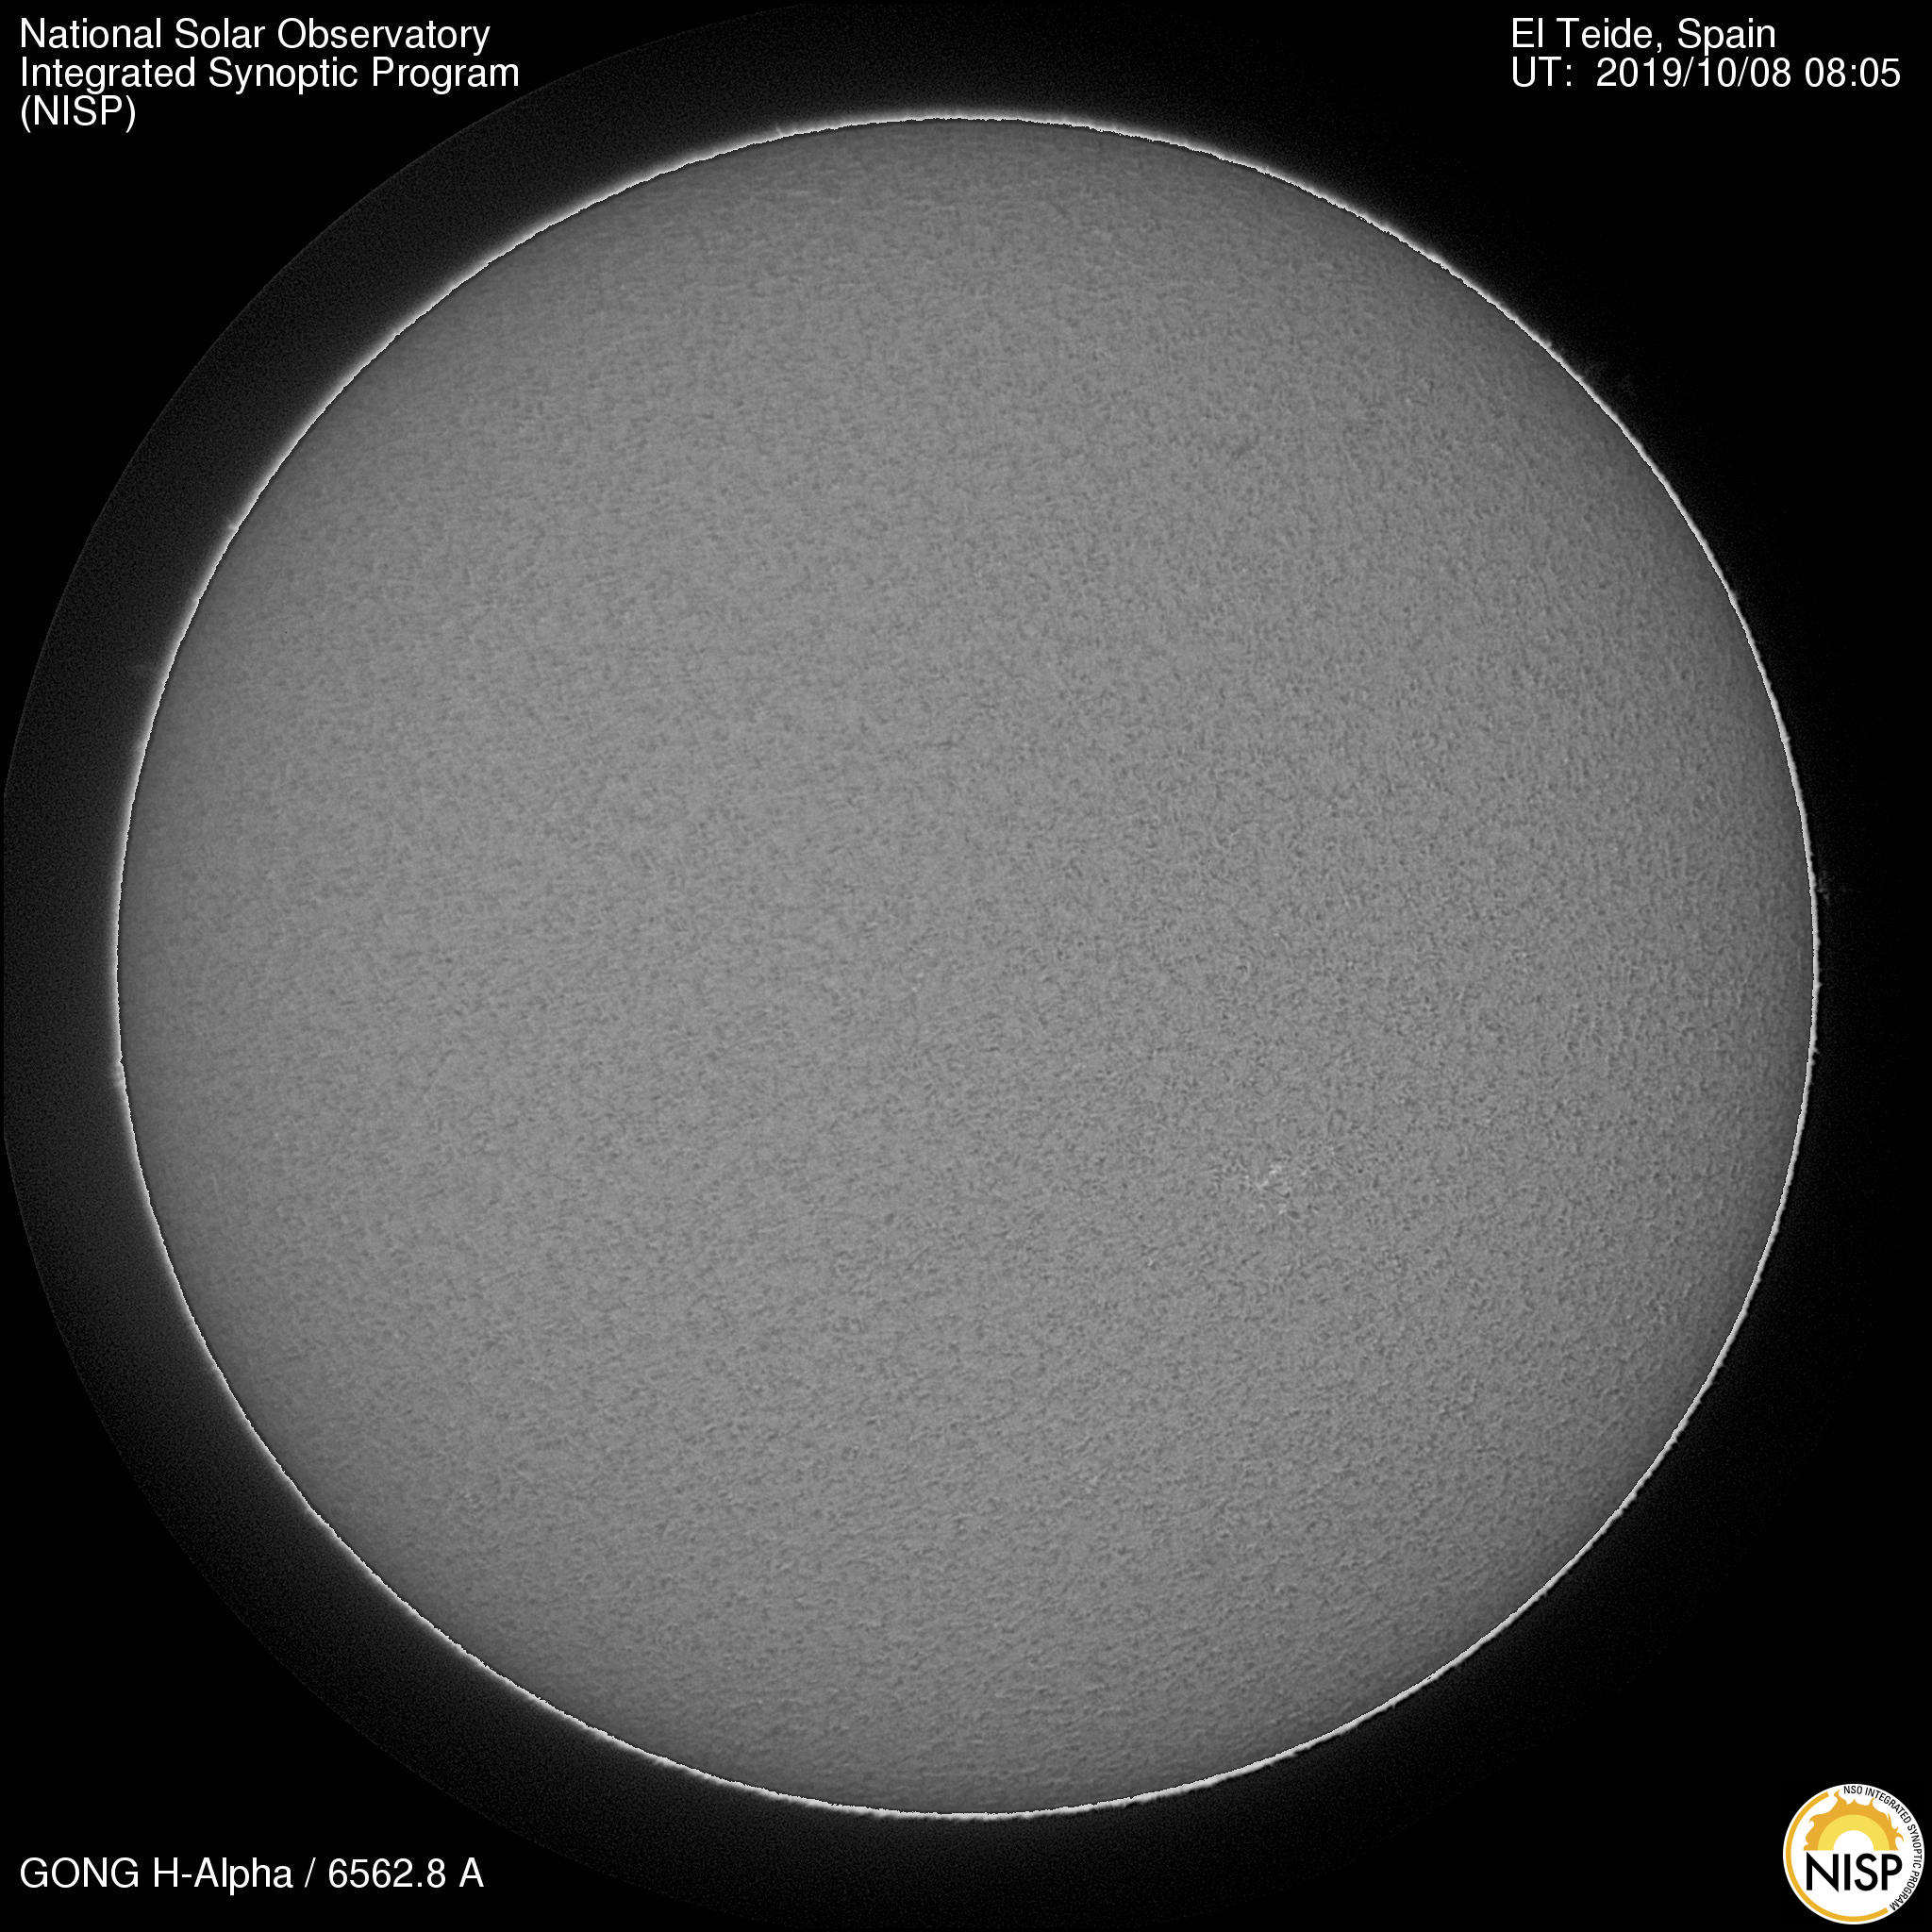 National Solar Observatory
Integrated Synoptic Program
(NISP)
El Teide, Spain
UT: 2019/10/08 08:05
GONG H-Alpha / 6562.8 A
NSO INTEGRATED SYNOPTIC PROGRAM
NISP